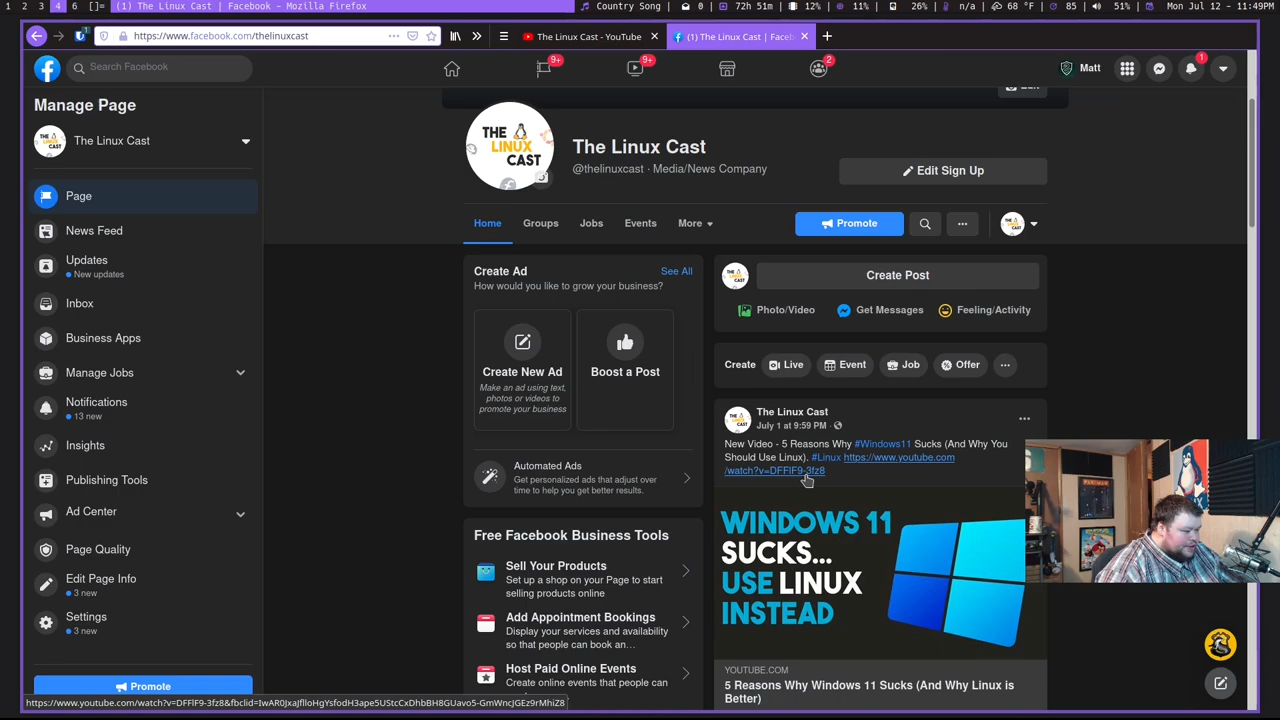 1 2 3 4 5 6 7 8 9 []= The Linux Cast | Facebook - Mozilla Firefox
Country Song 0 72h 51m 12% 11% 26% n/a 68 °F 85 51% Mon Jul 12 - 11:49PM
The Linux Cast - YouTube
(1) The Linux Cast | Faceb
https://www.facebook.com/thelinuxcast
Search Facebook
9+
9+
2
Matt
1
Manage Page
The Linux Cast
Page
News Feed
Updates
New updates
Inbox
Business Apps
Manage Jobs
Notifications
13 new
Insights
Publishing Tools
Ad Center
Page Quality
Edit Page Info
3 new
Settings
3 new
Promote
Edit
THE
LINUX
CAST
The Linux Cast
@thelinuxcast · Media/News Company
Edit Sign Up
Home Groups Jobs Events More
Promote
Create Ad
See All
How would you like to grow your business?
Create New Ad
Make an ad using text,
photos or videos to
promote your business
Boost a Post
Automated Ads
Get personalized ads that adjust over
time to help you get better results.
Free Facebook Business Tools
Sell Your Products
Set up a shop on your Page to start
selling products online
Add Appointment Bookings
Display your services and availability
so that people can book an…
Host Paid Online Events
Create online events that people can
Create Post
Photo/Video Get Messages Feeling/Activity
Create Live Event Job Offer
The Linux Cast
July 1 at 9:59 PM ·
New Video - 5 Reasons Why #Windows11 Sucks (And Why You
Should Use Linux). #Linux https://www.youtube.com
/watch?v=DFFlF9-3fz8
WINDOWS 11
SUCKS...
USE LINUX
INSTEAD
YOUTUBE.COM
5 Reasons Why Windows 11 Sucks (And Why Linux is
Better)